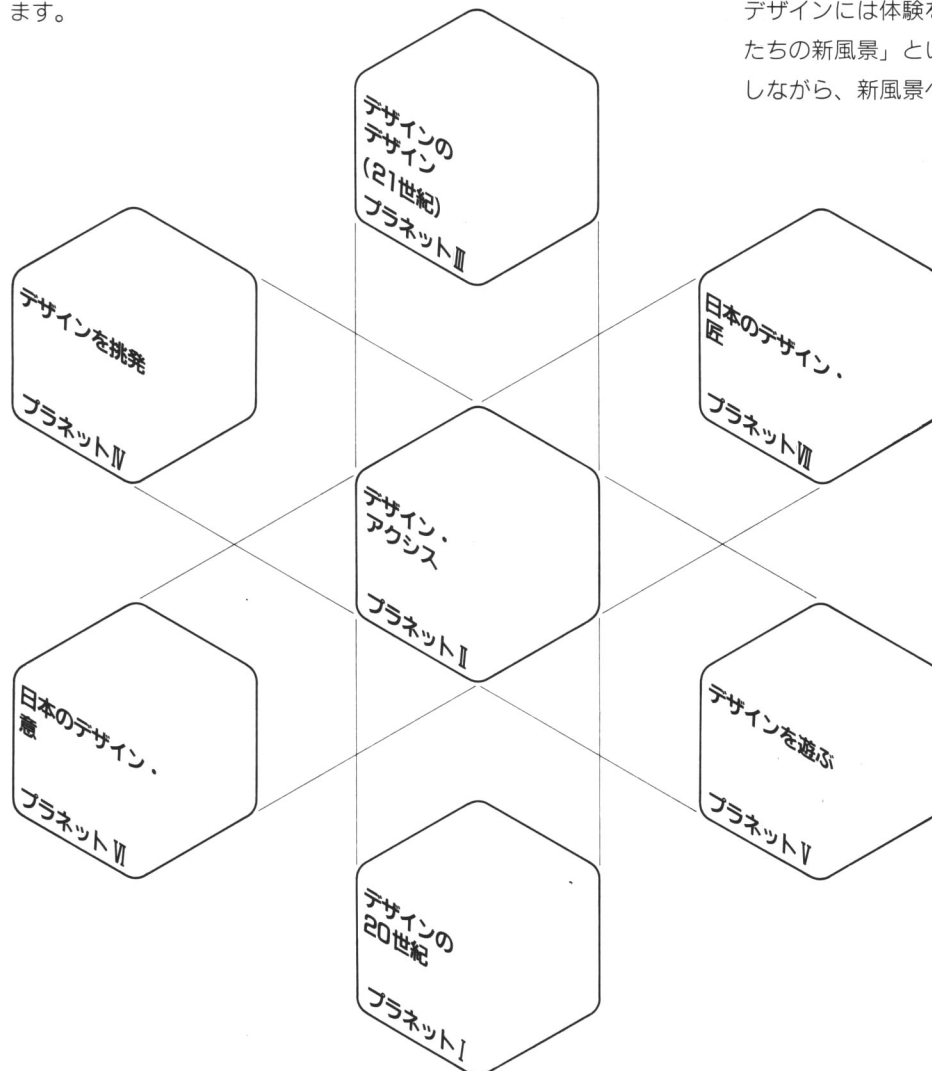 ます。
デザインには体験
たちの新風景」とい
しながら、新風景
デザインの
デザイン
(21世紀)
プラネットⅢ
デザインを挑発
プラネットⅣ
日本のデザイン・
匠
プラネットⅦ
デザイン・
アクシス
プラネットⅡ
日本のデザイン・
意
プラネットⅥ
デザインを遊ぶ
プラネットⅤ
デザインの
20世紀
プラネットⅠ